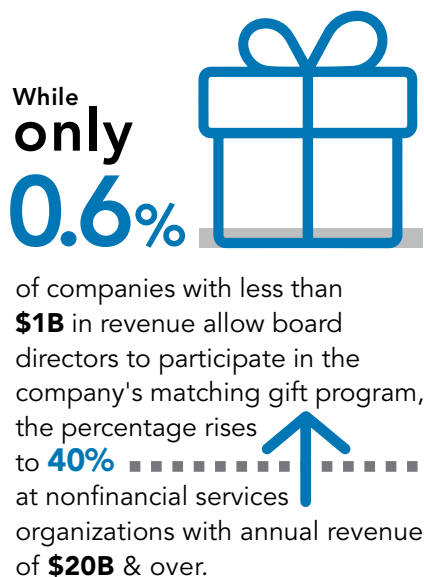 While
only
0.6%
of companies with less than
$1B in revenue allow board
directors to participate in the
company's matching gift program,
the percentage rises
to 40%
at nonfinancial services
organizations with annual revenue
of $20B & over.